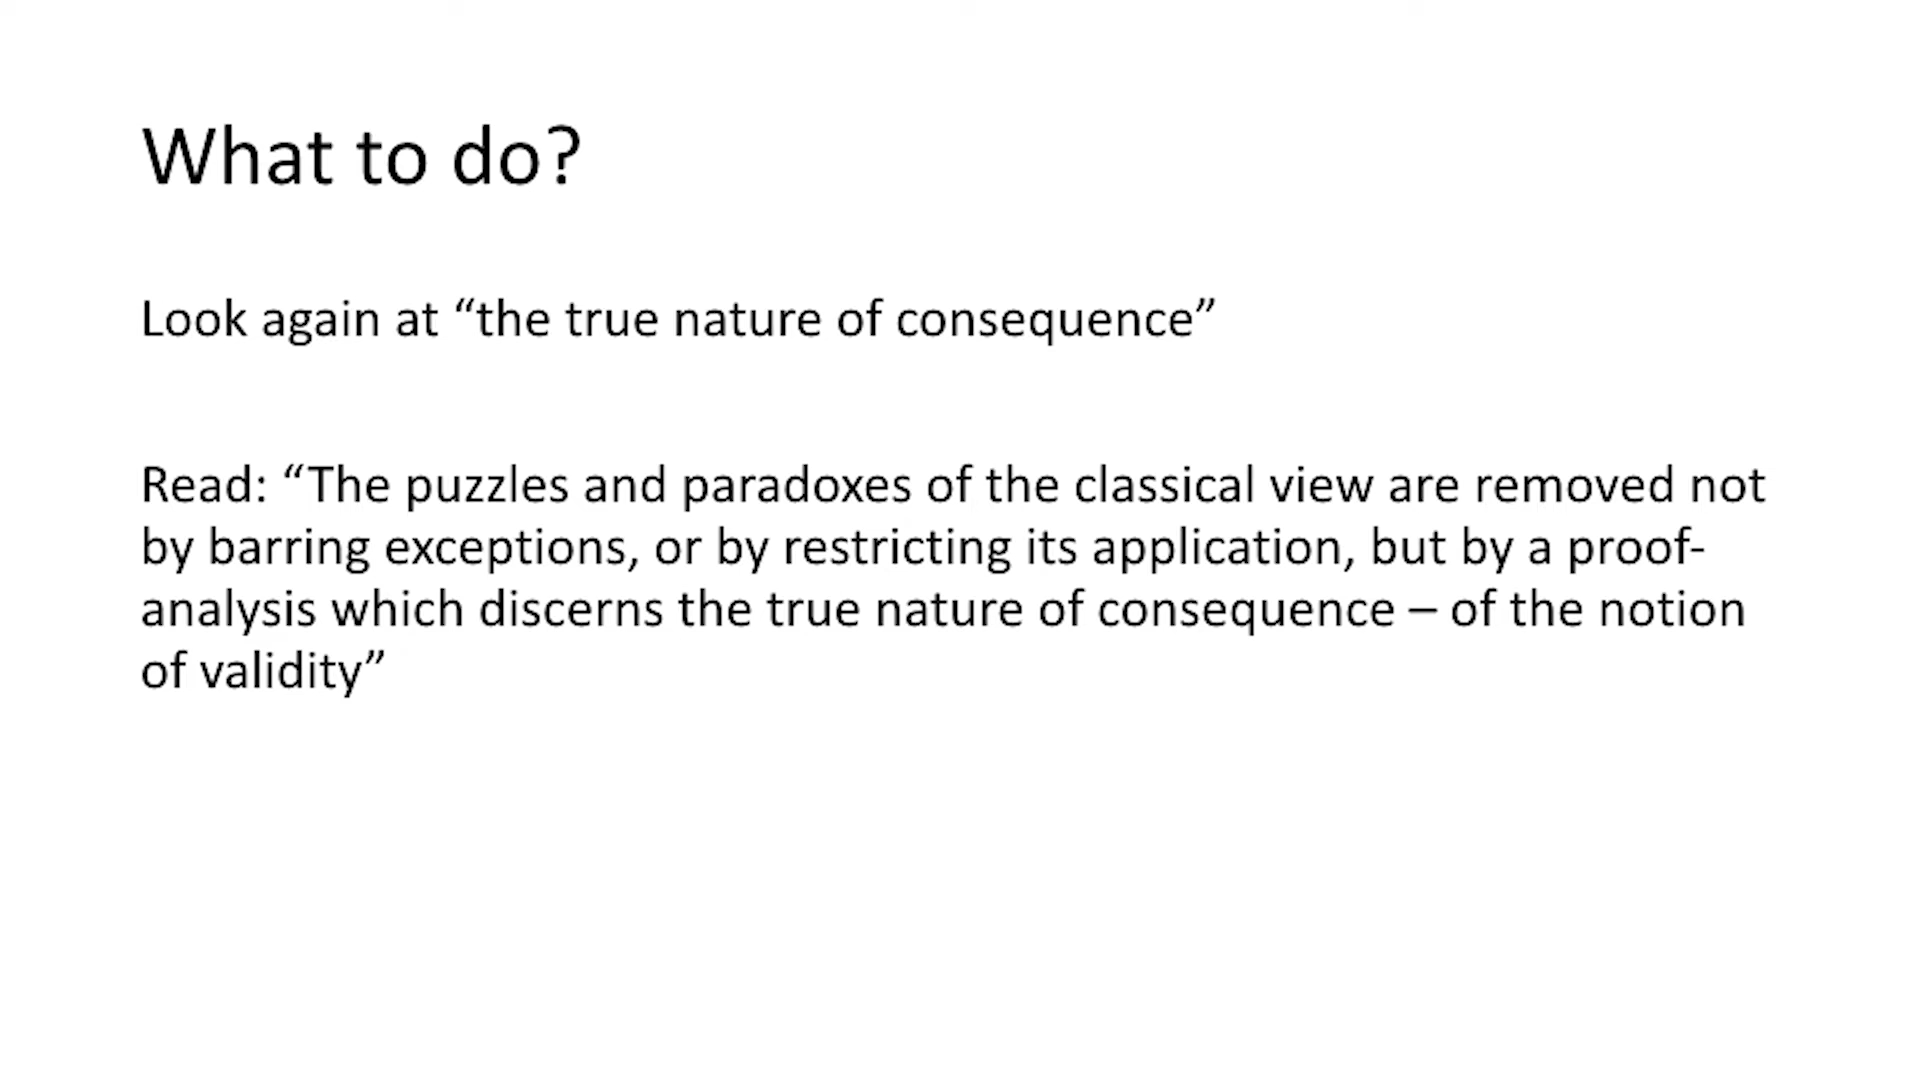 What to do?
Look again at “the true nature of consequence”
Read: “The puzzles and paradoxes of the classical view are removed not
by barring exceptions, or by restricting its application, but by a proof-
analysis which discerns the true nature of consequence – of the notion
of validity”